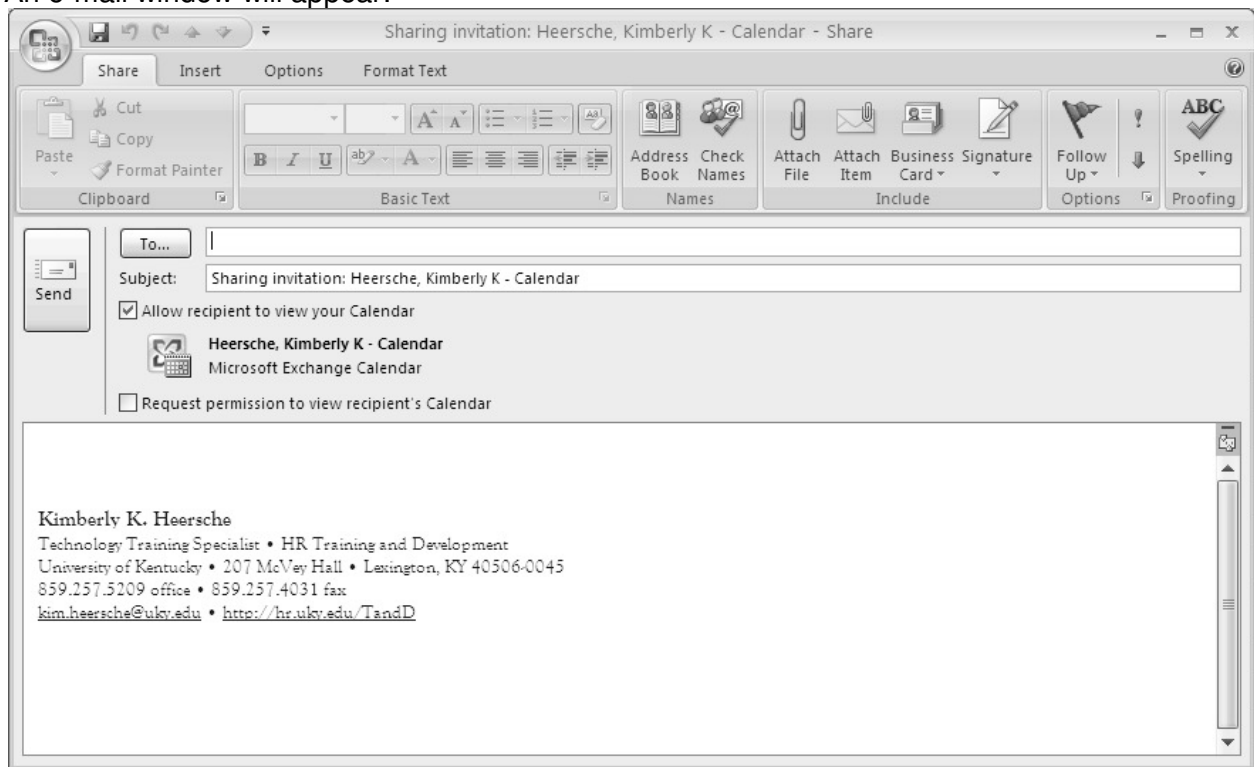 An e-mail window will appear:
Sharing invitation: Heersche, Kimberly K - Calendar - Share
Share Insert Options Format Text
Paste
Cut
Copy
Format Painter
Clipboard
B I U
Basic Text
Address Book
Check Names
Names
Attach File
Attach Item
Business Card
Signature
Include
Follow Up
Options
ABC
Spelling
Proofing
Send
To...
Subject: Sharing invitation: Heersche, Kimberly K - Calendar
Allow recipient to view your Calendar
Heersche, Kimberly K - Calendar
Microsoft Exchange Calendar
Request permission to view recipient's Calendar
Kimberly K. Heersche
Technology Training Specialist • HR Training and Development
University of Kentucky • 207 McVey Hall • Lexington, KY 40506-0045
859.257.5209 office • 859.257.4031 fax
kim.heersche@uky.edu • http://hr.uky.edu/TandD